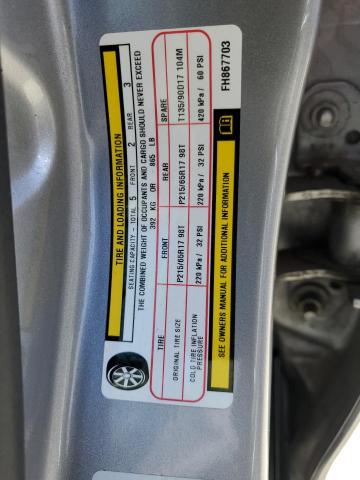 TIRE AND LOADING INFORMATION
SEATING CAPACITY - TOTAL 5 FRONT 2 REAR 3
THE COMBINED WEIGHT OF OCCUPANTS AND CARGO SHOULD NEVER EXCEED
392 KG OR 865 LB
TIRE FRONT REAR SPARE
ORIGINAL TIRE SIZE P215/65R17 98T P215/65R17 98T T135/90D17 104M
COLD TIRE INFLATION PRESSURE 220 kPa / 32 PSI 220 kPa / 32 PSI 420 kPa / 60 PSI
SEE OWNERS MANUAL FOR ADDITIONAL INFORMATION
FH867703